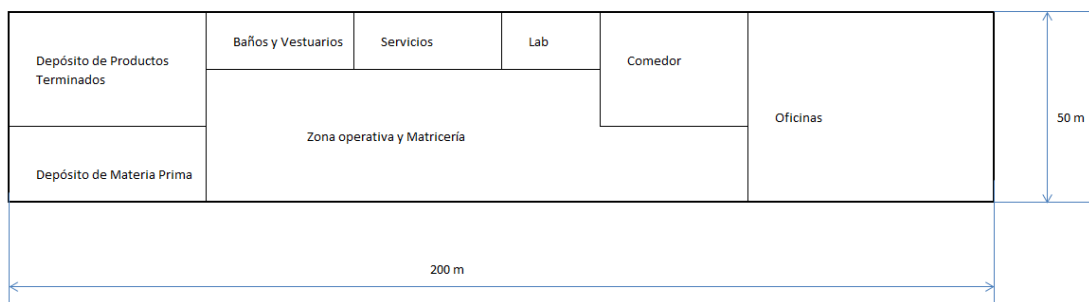 Baños y Vestuarios
Servicios
Lab
Depósito de Productos
Terminados
Comedor
Oficinas
50 m
Zona operativa y Matricería
Depósito de Materia Prima
200 m